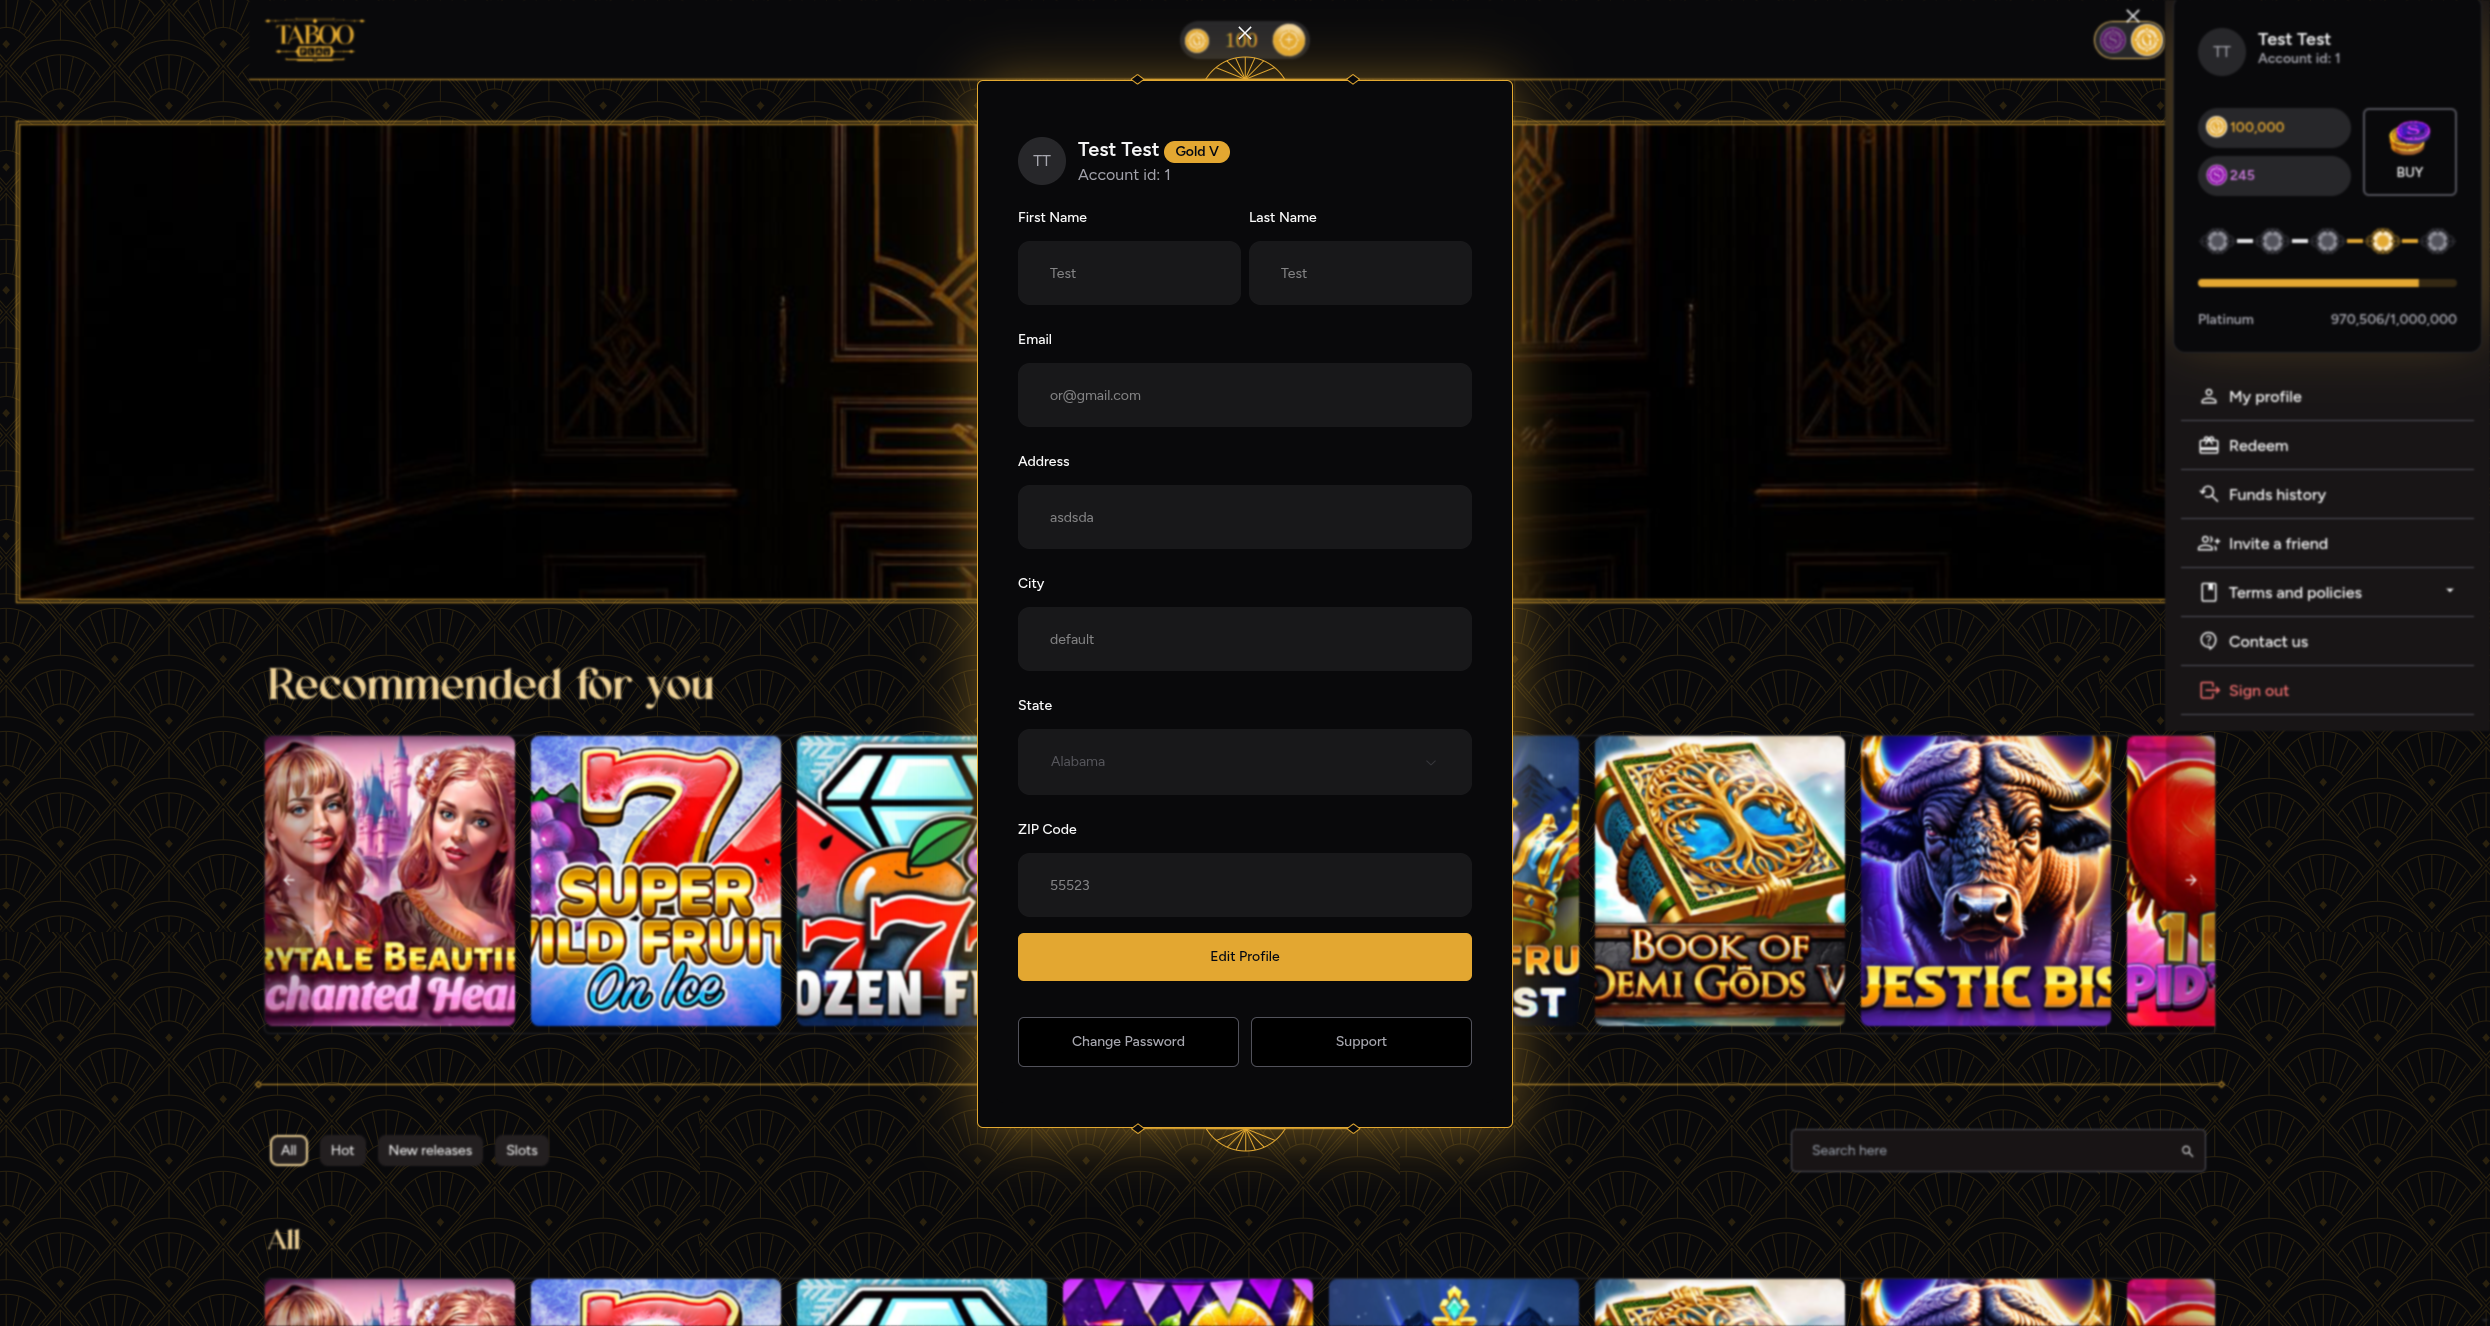 TABOO
100
TT
Test Test
Account id: 1
100,000
245
BUY
Platinum
970,506/1,000,000
My profile
Redeem
Funds history
Invite a friend
Terms and policies
Contact us
Sign out
TT
Test Test Gold V
Account id: 1
First Name
Last Name
Test
Test
Email
or@gmail.com
Address
asdsda
City
default
State
Alabama
ZIP Code
55523
Edit Profile
Change Password
Support
Recommended for you
RYTALE BEAUTIE
chanted Hear
7
SUPER
WILD FRUIT
On Ice
777
OZEN F
FRU
ST
BOOK OF
DEMI GODS V
JESTIC BIS
PID'
All
Hot
New releases
Slots
Search here
All